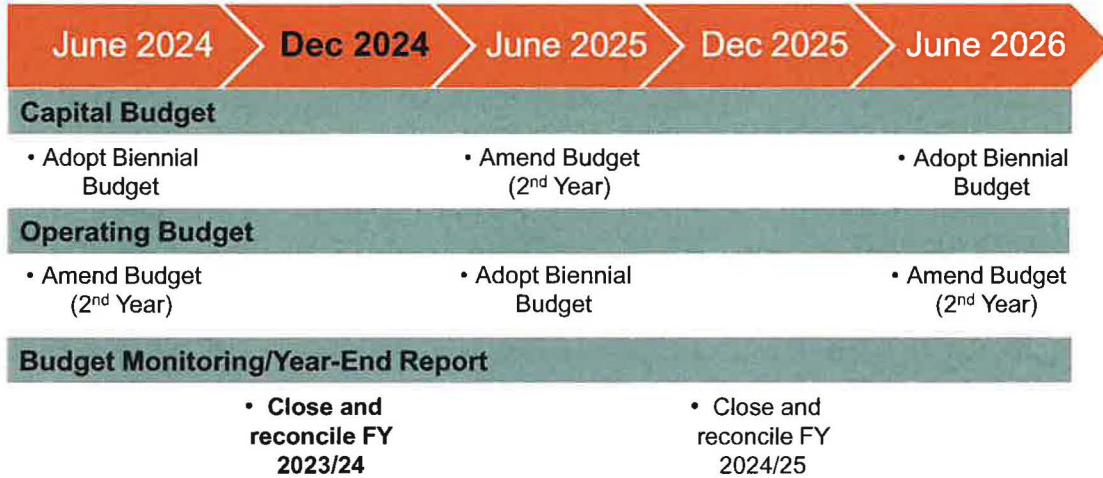 June 2024 Dec 2024 June 2025 Dec 2025 June 2026
Capital Budget
• Adopt Biennial Budget
• Amend Budget (2nd Year)
• Adopt Biennial Budget
Operating Budget
• Amend Budget (2nd Year)
• Adopt Biennial Budget
• Amend Budget (2nd Year)
Budget Monitoring/Year-End Report
• Close and reconcile FY 2023/24
• Close and reconcile FY 2024/25